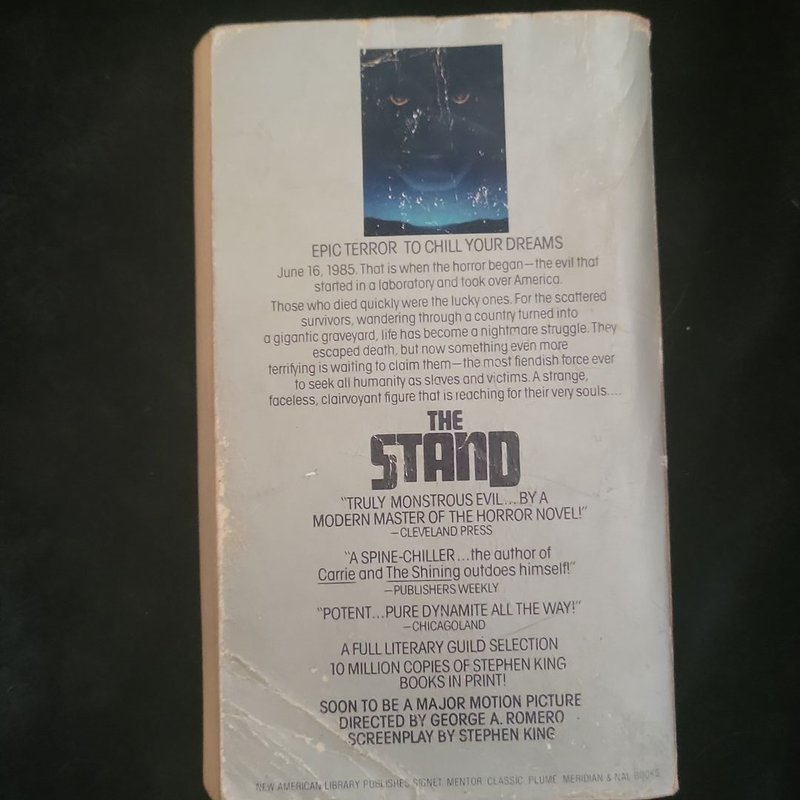 EPIC TERROR TO CHILL YOUR DREAMS
June 16, 1985. That is when the horror began—the evil that
started in a laboratory and took over America.
Those who died quickly were the lucky ones. For the scattered
survivors, wandering through a country turned into
a gigantic graveyard, life has become a nightmare struggle. They
escaped death, but now something even more
terrifying is waiting to claim them—the most fiendish force ever
to seek all humanity as slaves and victims. A strange,
faceless, clairvoyant figure that is reaching for their very souls....
THE
STAND
"TRULY MONSTROUS EVIL...BY A
MODERN MASTER OF THE HORROR NOVEL!"
—CLEVELAND PRESS
"A SPINE-CHILLER...the author of
Carrie and The Shining outdoes himself!"
—PUBLISHERS WEEKLY
"POTENT...PURE DYNAMITE ALL THE WAY!"
—CHICAGOLAND
A FULL LITERARY GUILD SELECTION
10 MILLION COPIES OF STEPHEN KING
BOOKS IN PRINT!
SOON TO BE A MAJOR MOTION PICTURE
DIRECTED BY GEORGE A. ROMERO
SCREENPLAY BY STEPHEN KING
NEW AMERICAN LIBRARY PUBLISHES SIGNET, MENTOR, CLASSIC, PLUME, MERIDIAN & NAL BOOKS